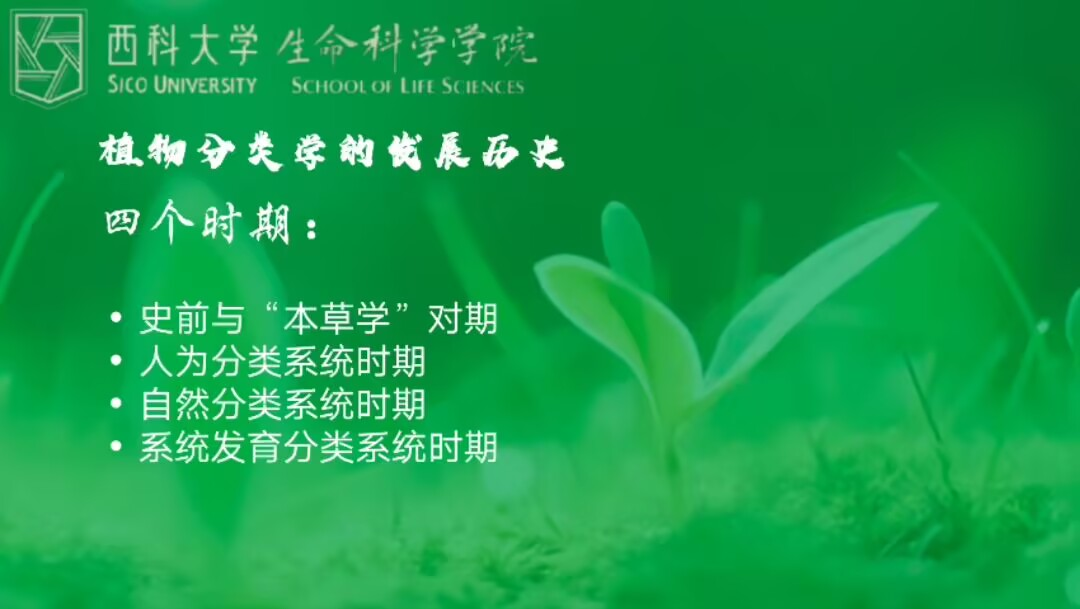 西科大学 生命科学学院
SICO UNIVERSITY SCHOOL OF LIFE SCIENCES
植物分类学的发展历史
四个时期：
• 史前与“本草学”对期
• 人为分类系统时期
• 自然分类系统时期
• 系统发育分类系统时期